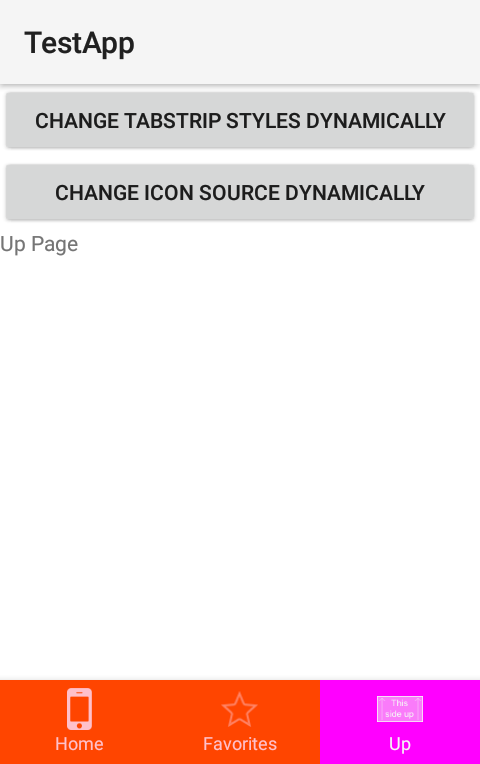 TestApp
CHANGE TABSTRIP STYLES DYNAMICALLY
CHANGE ICON SOURCE DYNAMICALLY
Up Page
This
side up
Home
Favorites
Up